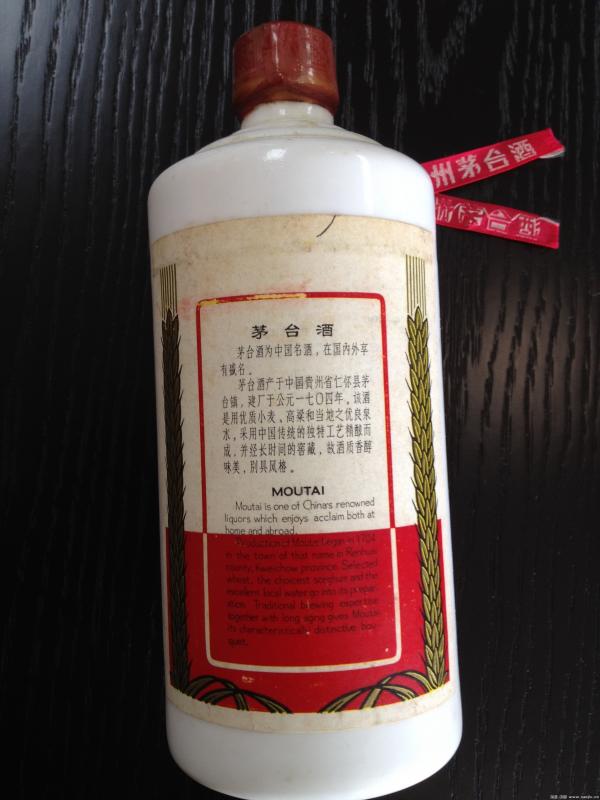 州茅台酒
茅台酒
茅台酒为中国名酒，在国内外享
有盛名。
茅台酒产于中国贵州省仁怀县茅
台镇，建厂于公元一七〇四年。该酒
是用优质小麦、高粱和当地之优良泉
水，采用中国传统的独特工艺精酿而
成，并经长时间的窖藏，故酒质香醇
味美，别具风格。
MOUTAI
Moutai is one of China's renowned
liquors which enjoys acclaim both at
home and abroad.
Production of Moutai began in 1704
in the town of that name in Renhuai
county, Kweichow province. Selected
wheat, the choicest sorghum and the
excellent local water go into its prepar-
ation. Traditional brewing expertise
together with long aging gives Moutai
its characteristically distinctive bou-
quet.